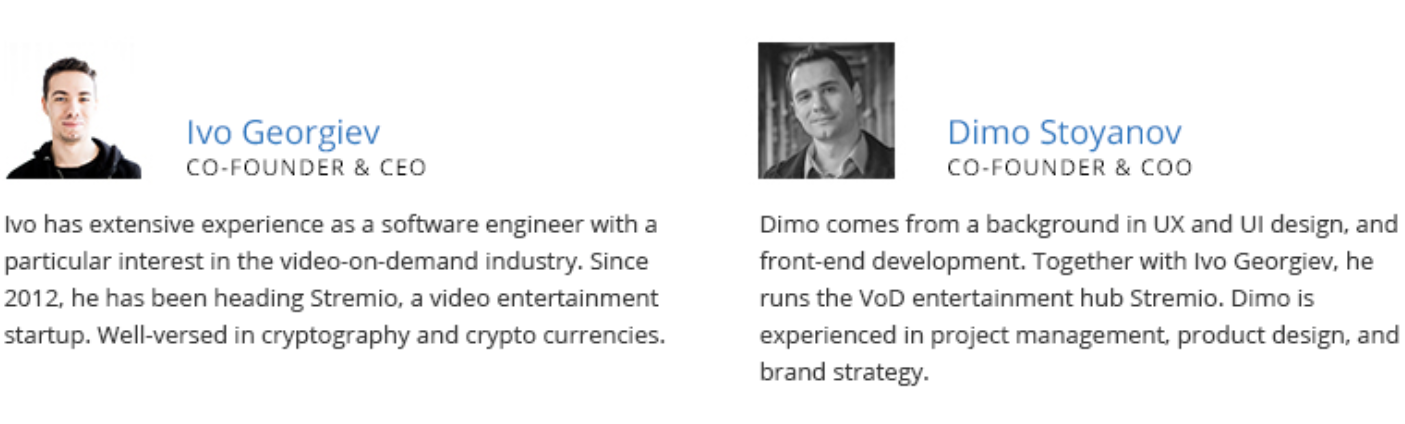 Ivo Georgiev
CO-FOUNDER & CEO
Ivo has extensive experience as a software engineer with a
particular interest in the video-on-demand industry. Since
2012, he has been heading Stremio, a video entertainment
startup. Well-versed in cryptography and crypto currencies.
Dimo Stoyanov
CO-FOUNDER & COO
Dimo comes from a background in UX and UI design, and
front-end development. Together with Ivo Georgiev, he
runs the VoD entertainment hub Stremio. Dimo is
experienced in project management, product design, and
brand strategy.